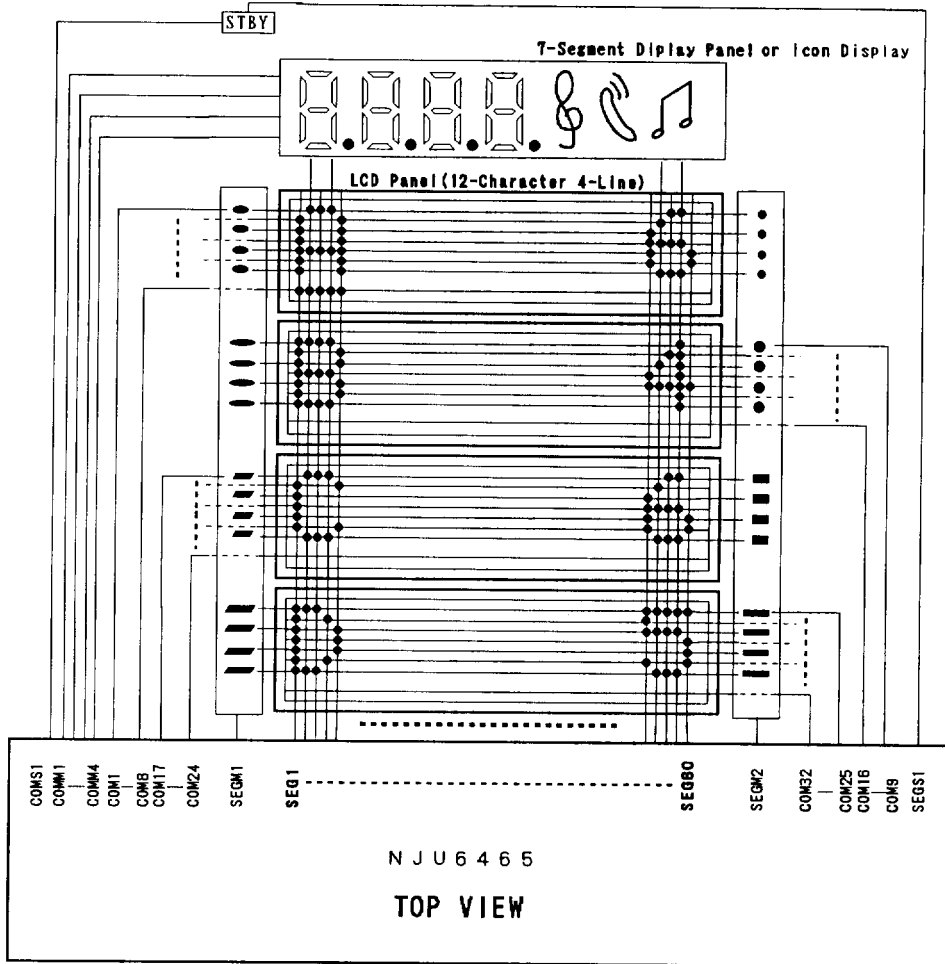 STBY
7-Segment Diplay Panel or Icon Display
LCD Panel(12-Character 4-Line)
COMS1
COMM1
COMM4
COM1
COM8
COM17
COM24
SEGM1
SEG1
SEG80
SEGM2
COM32
COM25
COM16
COM9
SEGS1
NJU6465
TOP VIEW